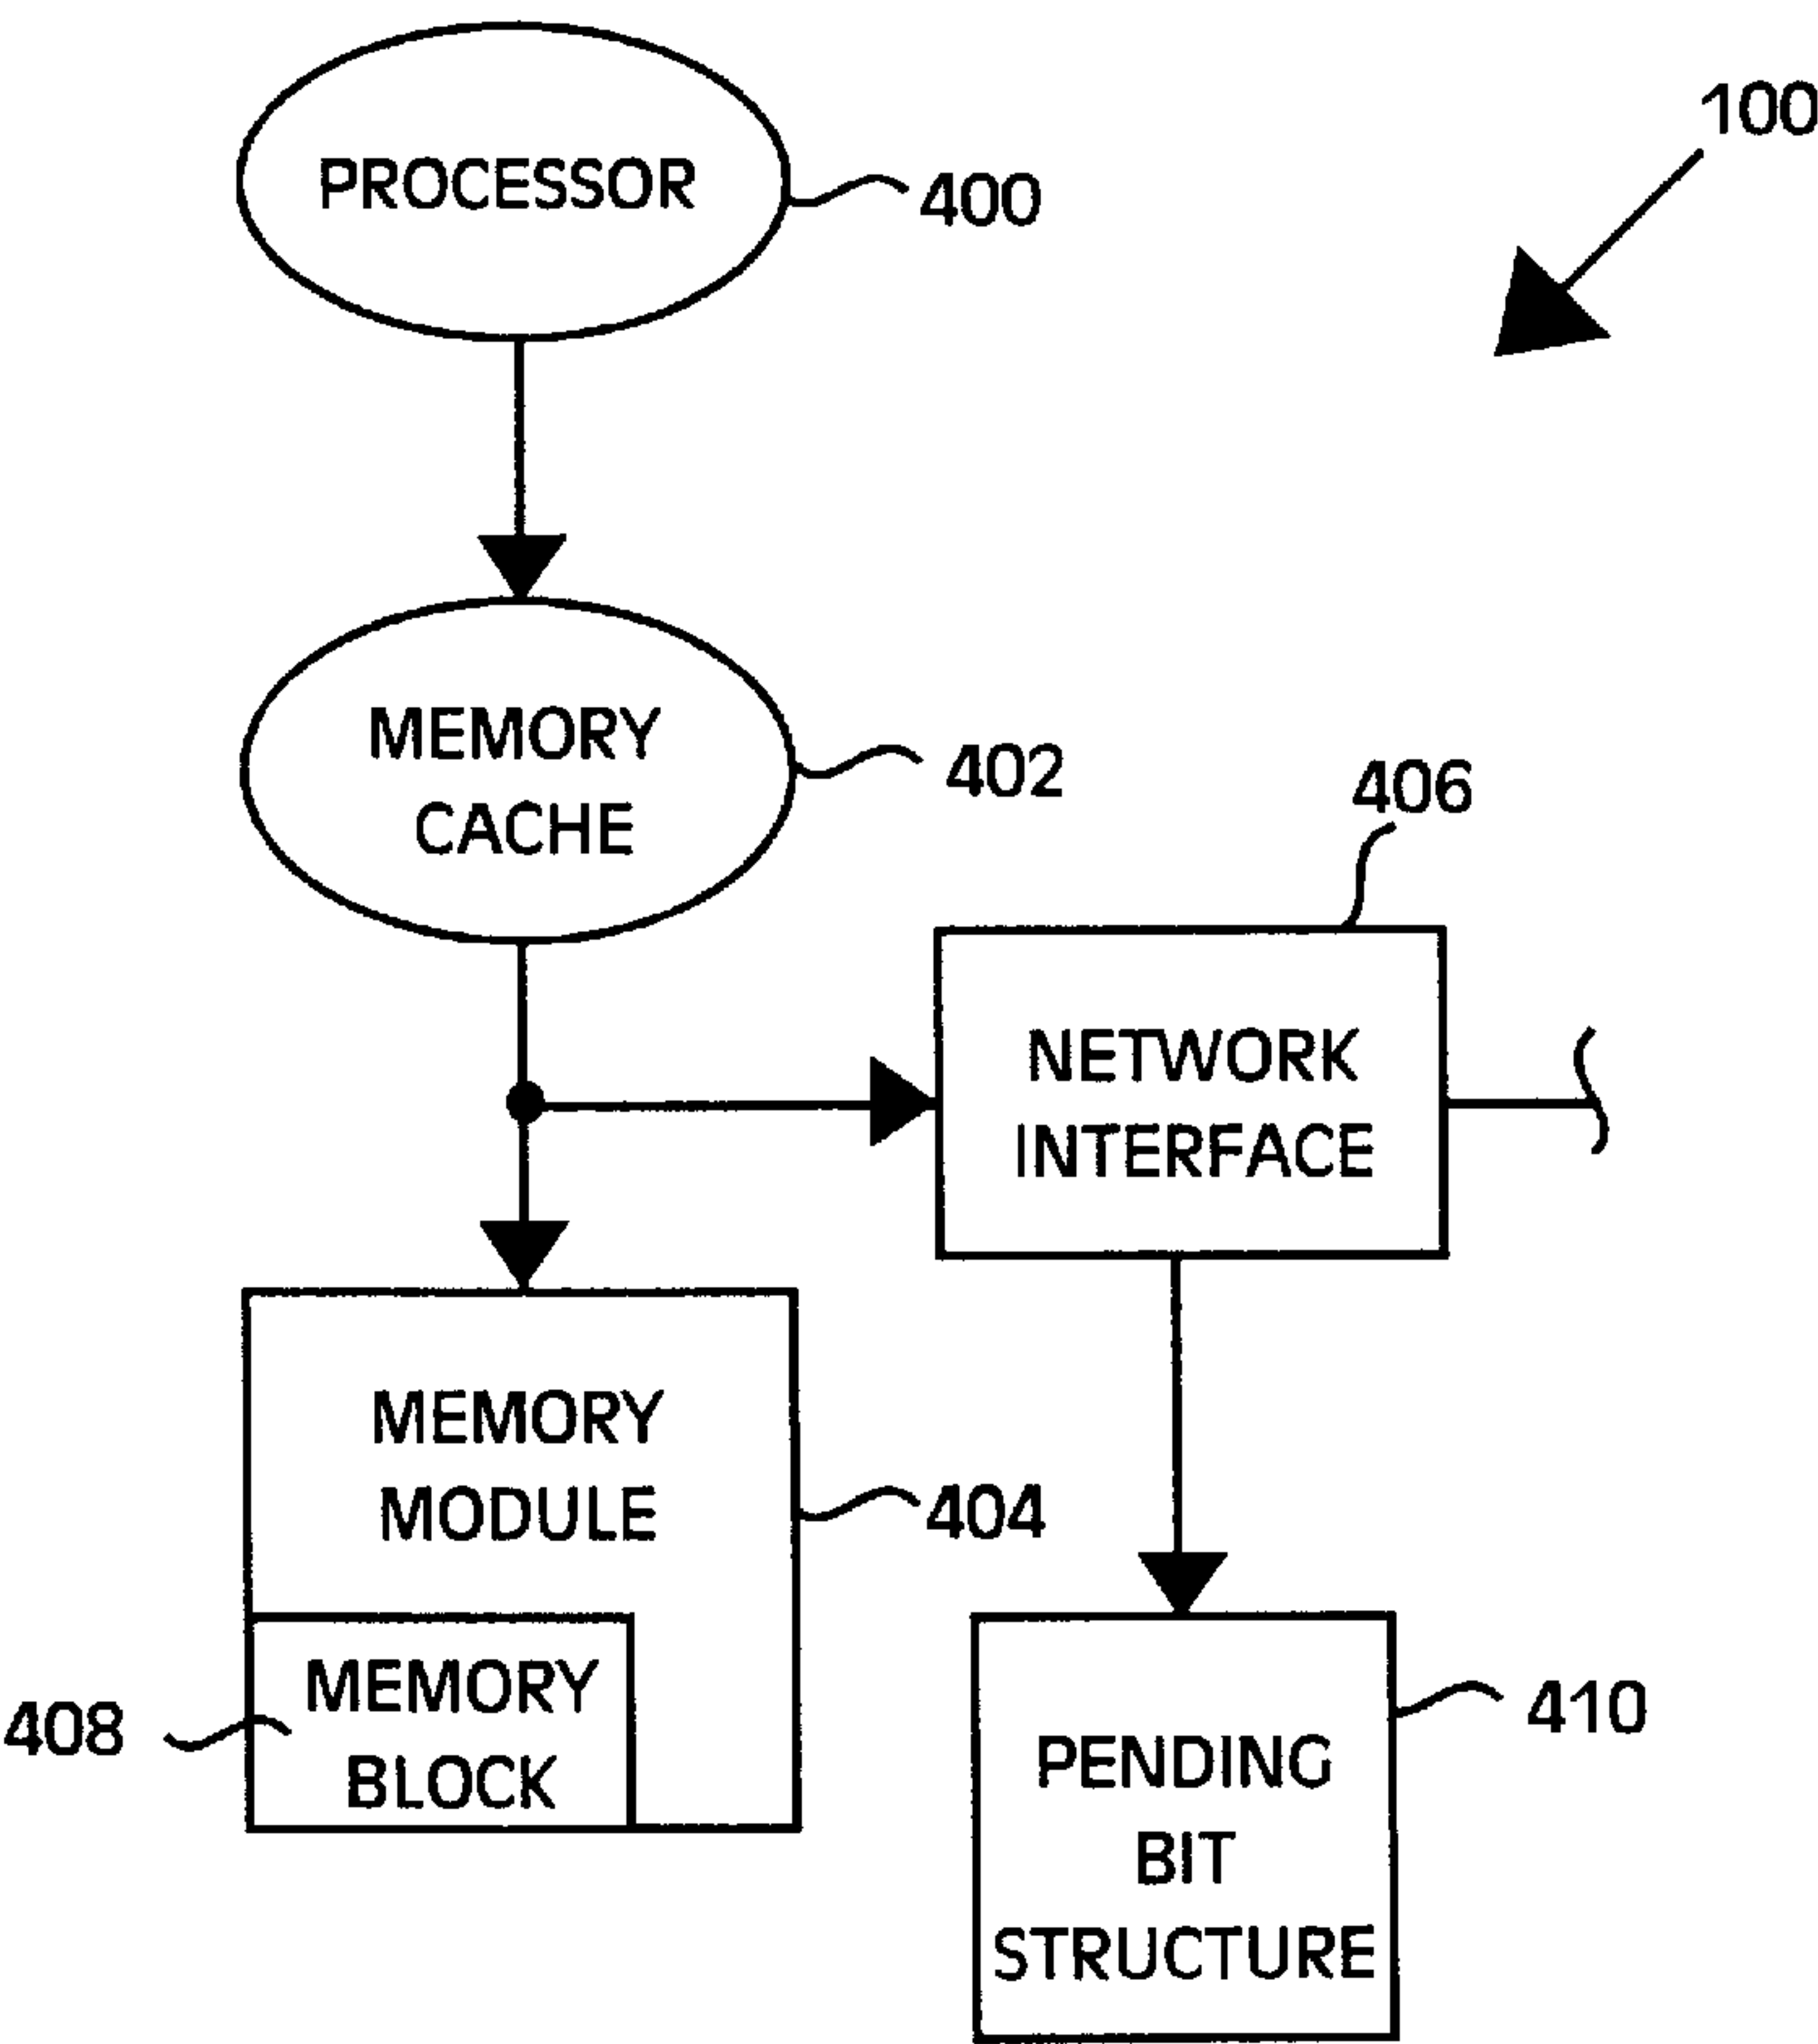 100
PROCESSOR
400
MEMORY
CACHE
402
406
NETWORK
INTERFACE
MEMORY
MODULE
404
MEMORY
BLOCK
408
410
PENDING
BIT
STRUCTURE